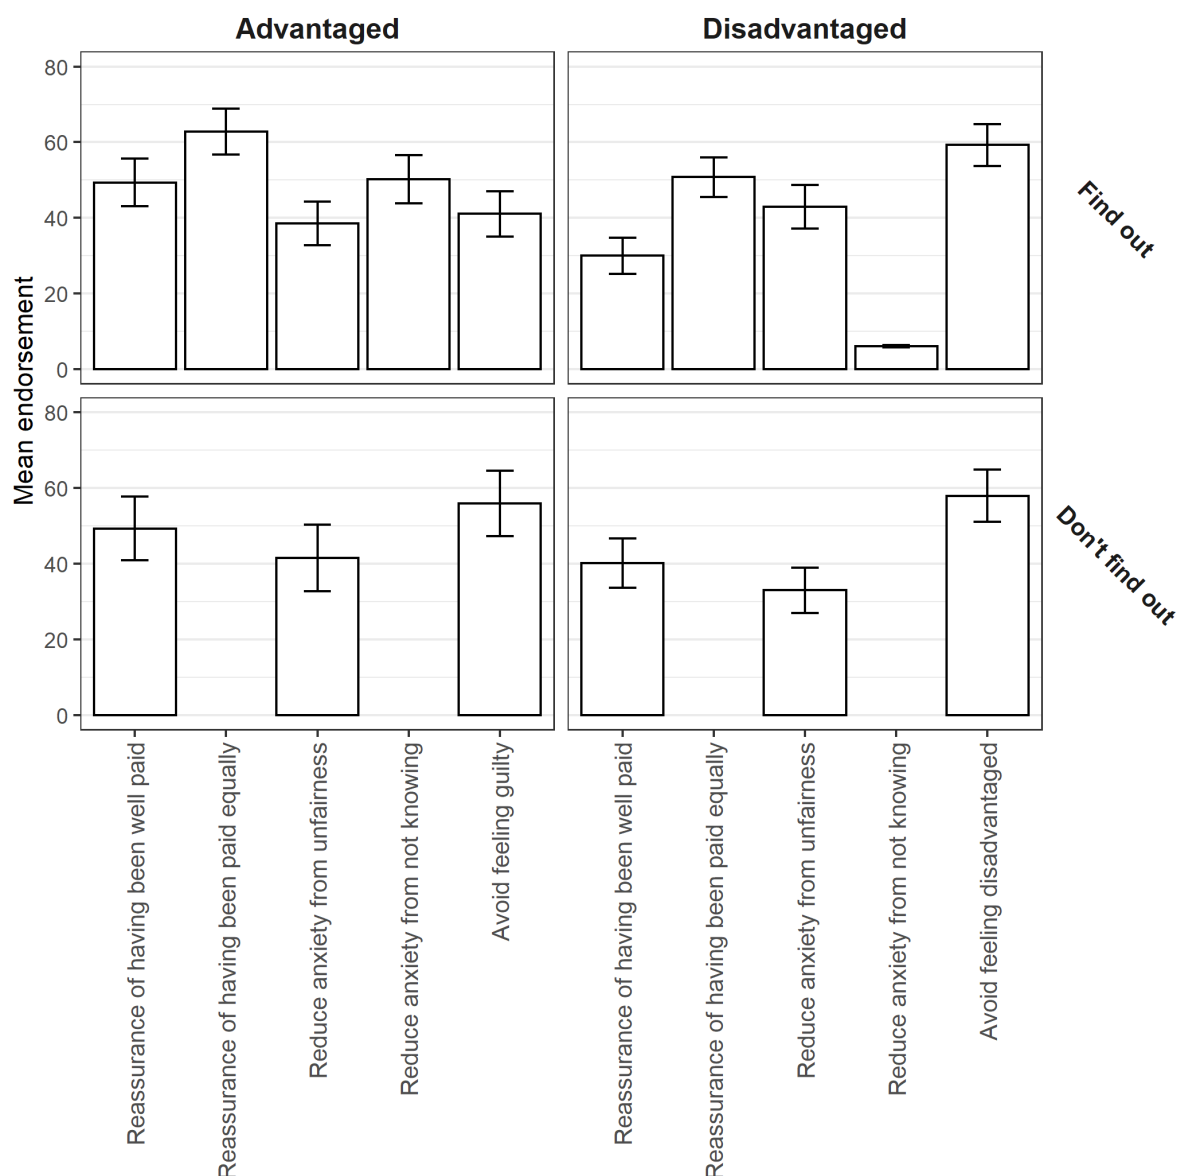 Advantaged
Disadvantaged
Mean endorsement
80
60
40
20
0
Find out
80
60
40
20
0
Don't find out
Reassurance of having been well paid
Reassurance of having been paid equally
Reduce anxiety from unfairness
Reduce anxiety from not knowing
Avoid feeling guilty
Reassurance of having been well paid
Reassurance of having been paid equally
Reduce anxiety from unfairness
Reduce anxiety from not knowing
Avoid feeling disadvantaged